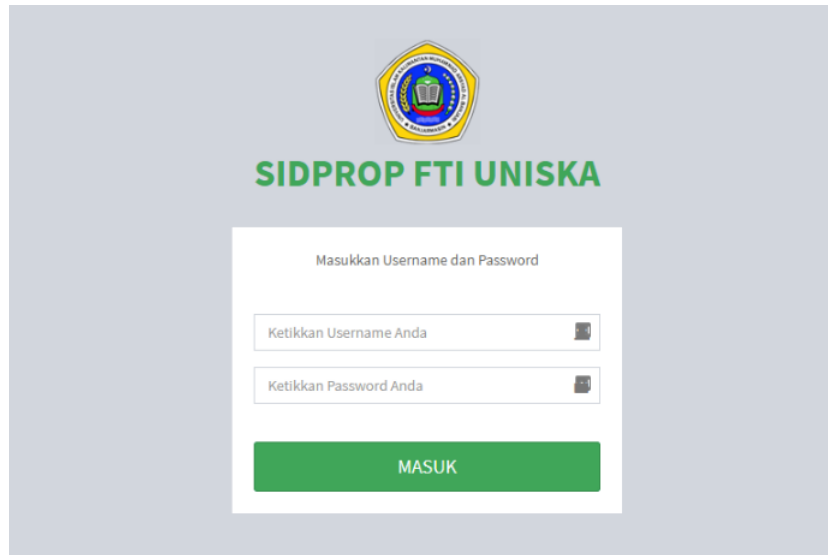 SIDPROP FTI UNISKA
Masukkan Username dan Password
Ketikkan Username Anda
Ketikkan Password Anda
MASUK